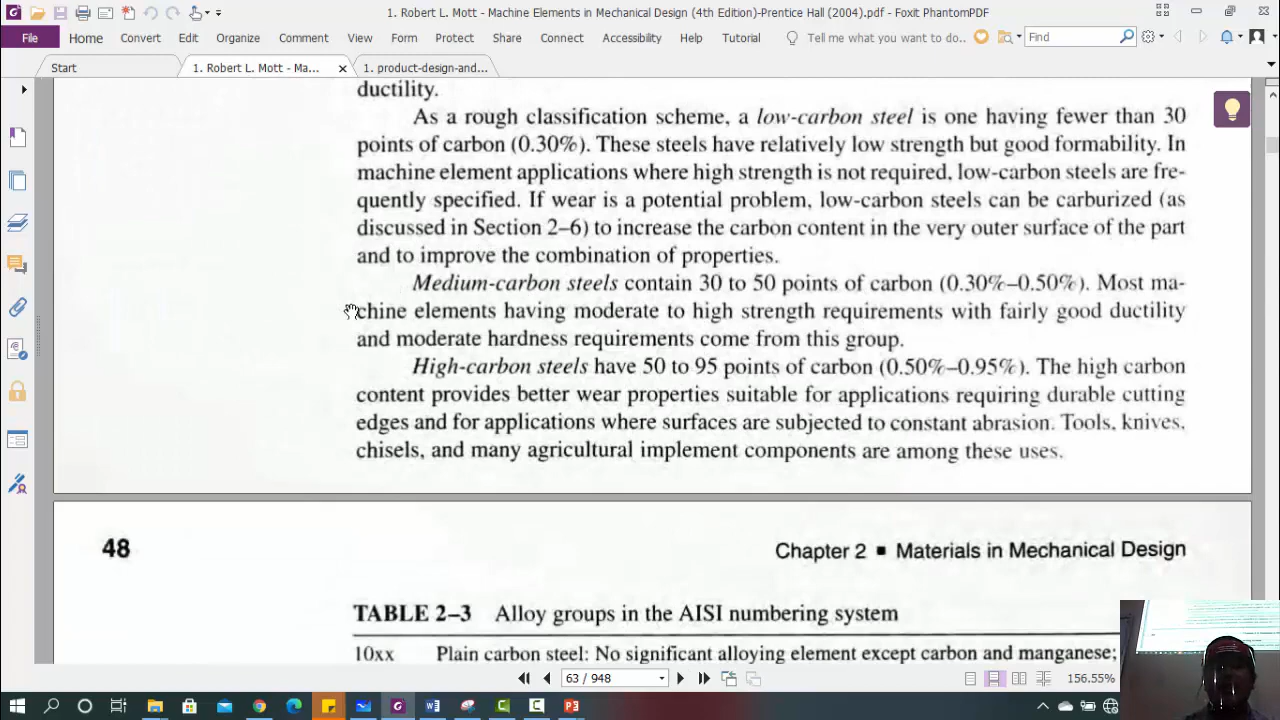 1. Robert L. Mott - Machine Elements in Mechanical Design (4th Edition)-Prentice Hall (2004).pdf - Foxit PhantomPDF
File Home Convert Edit Organize Comment View Form Protect Share Connect Accessibility Help Tutorial Tell me what you want to do.. Find
Start 1. Robert L. Mott - Ma... 1. product-design-and...
ductility.
As a rough classification scheme, a low-carbon steel is one having fewer than 30
points of carbon (0.30%). These steels have relatively low strength but good formability. In
machine element applications where high strength is not required, low-carbon steels are fre-
quently specified. If wear is a potential problem, low-carbon steels can be carburized (as
discussed in Section 2–6) to increase the carbon content in the very outer surface of the part
and to improve the combination of properties.
Medium-carbon steels contain 30 to 50 points of carbon (0.30%–0.50%). Most ma-
chine elements having moderate to high strength requirements with fairly good ductility
and moderate hardness requirements come from this group.
High-carbon steels have 50 to 95 points of carbon (0.50%–0.95%). The high carbon
content provides better wear properties suitable for applications requiring durable cutting
edges and for applications where surfaces are subjected to constant abrasion. Tools, knives,
chisels, and many agricultural implement components are among these uses.
48 Chapter 2 ■ Materials in Mechanical Design
TABLE 2–3 Alloy groups in the AISI numbering system
10xx Plain carbon steel: No significant alloying element except carbon and manganese;
63 / 948 156.55%